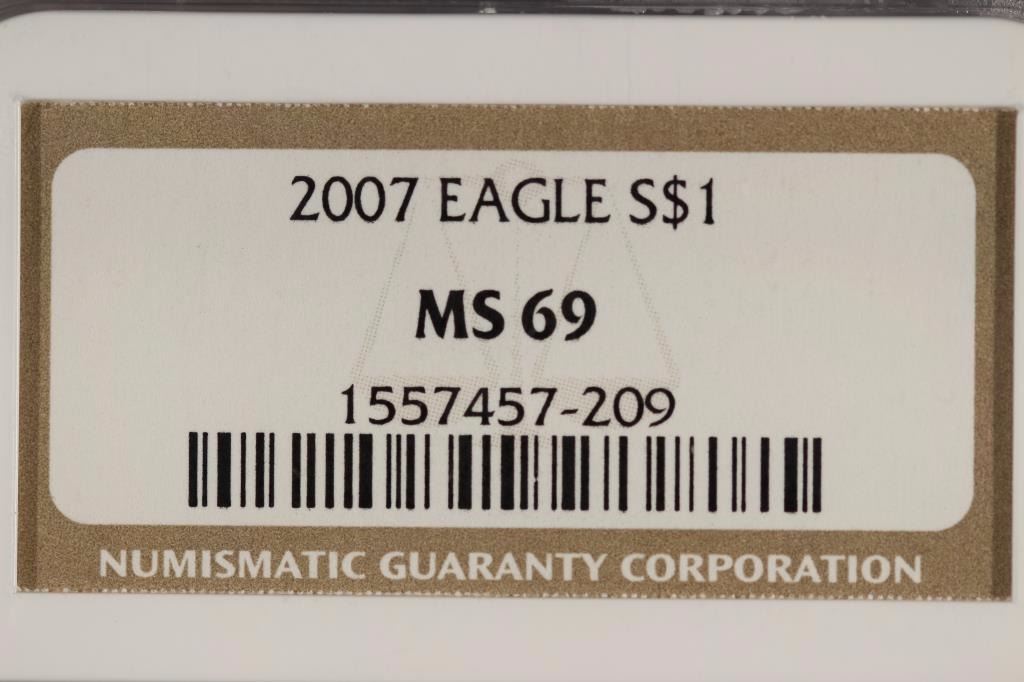 2007 EAGLE S$1
MS 69
1557457-209
NUMISMATIC GUARANTY CORPORATION